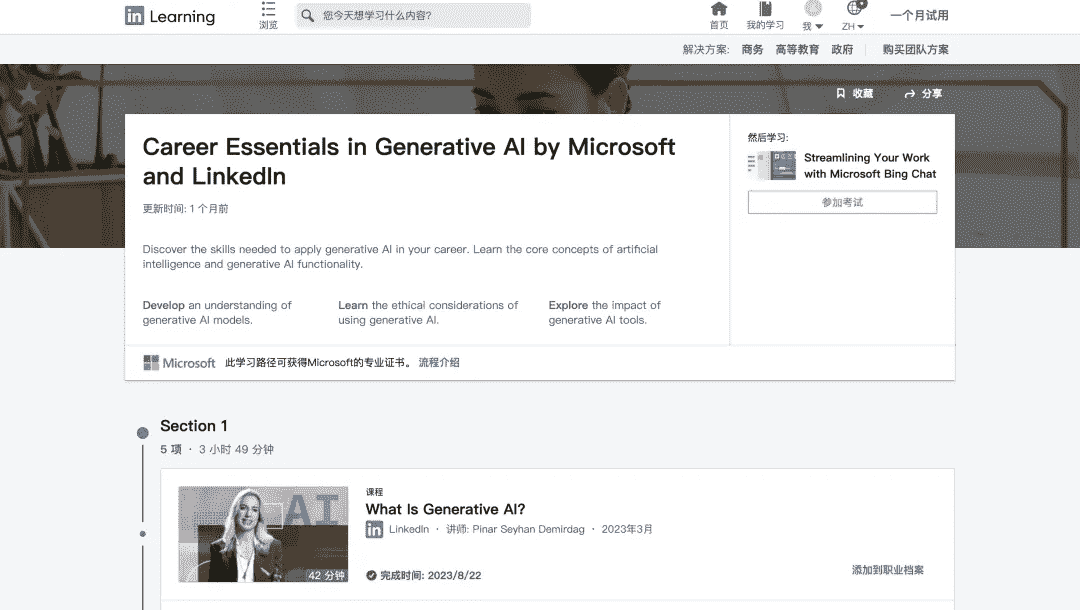 in Learning
浏览
您今天想学习什么内容?
首页
我的学习
我
ZH
一个月试用
解决方案:
商务
高等教育
政府
购买团队方案
收藏
分享
Career Essentials in Generative AI by Microsoft
and LinkedIn
更新时间: 1 个月前
Discover the skills needed to apply generative AI in your career. Learn the core concepts of artificial
intelligence and generative AI functionality.
Develop an understanding of
generative AI models.
Learn the ethical considerations of
using generative AI.
Explore the impact of
generative AI tools.
然后学习:
Streamlining Your Work
with Microsoft Bing Chat
参加考试
Microsoft 此学习路径可获得Microsoft的专业证书。 流程介绍
Section 1
5 项 · 3 小时 49 分钟
AI
42 分钟
课程
What Is Generative AI?
in LinkedIn · 讲师: Pinar Seyhan Demirdag · 2023年3月
完成时间: 2023/8/22
添加到职业档案